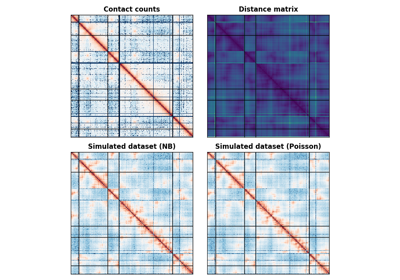 Contact counts
Distance matrix
Simulated dataset (NB)
Simulated dataset (Poisson)